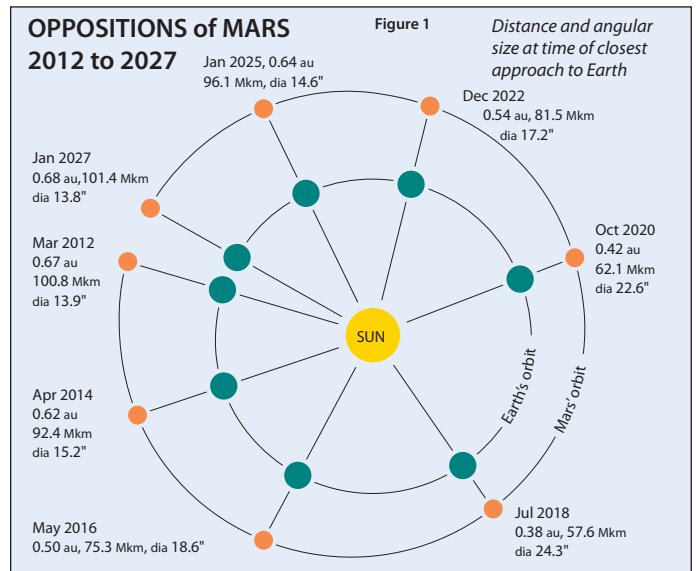 OPPOSITIONS of MARS
2012 to 2027
Figure 1
Distance and angular
size at time of closest
approach to Earth
Jan 2025, 0.64 au
96.1 Mkm, dia 14.6"
Dec 2022
0.54 au, 81.5 Mkm
dia 17.2"
Jan 2027
0.68 au,101.4 Mkm
dia 13.8"
Mar 2012
0.67 au
100.8 Mkm
dia 13.9"
Oct 2020
0.42 au
62.1 Mkm
dia 22.6"
SUN
Earth's orbit
Mars' orbit
Apr 2014
0.62 au
92.4 Mkm
dia 15.2"
May 2016
0.50 au, 75.3 Mkm, dia 18.6"
Jul 2018
0.38 au, 57.6 Mkm
dia 24.3"